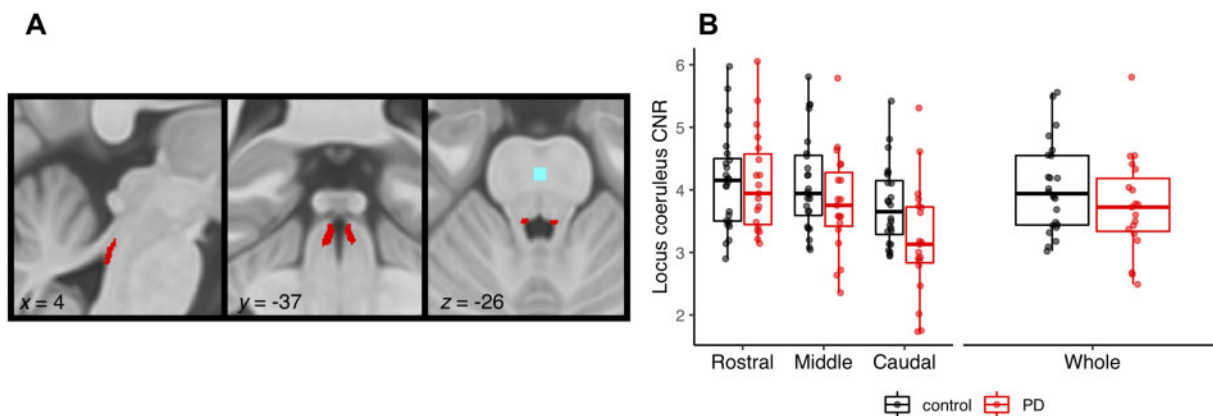 A
x = 4
y = -37
z = -26
B
Locus coeruleus CNR
6
5
4
3
2
Rostral Middle Caudal Whole
control PD